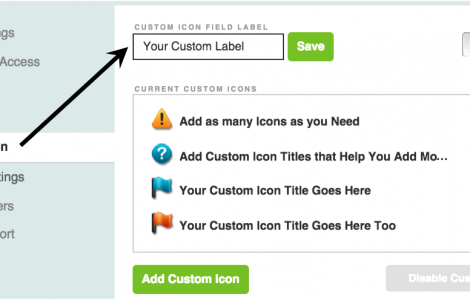 CUSTOM ICON FIELD LABEL
ngs
Your Custom Label
Save
Access
CURRENT CUSTOM ICONS
Add as many Icons as you Need
n
Add Custom Icon Titles that Help You Add Mo...
tings
Your Custom Icon Title Goes Here
ers
Your Custom Icon Title Goes Here Too
ort
Add Custom Icon
Disable Cus